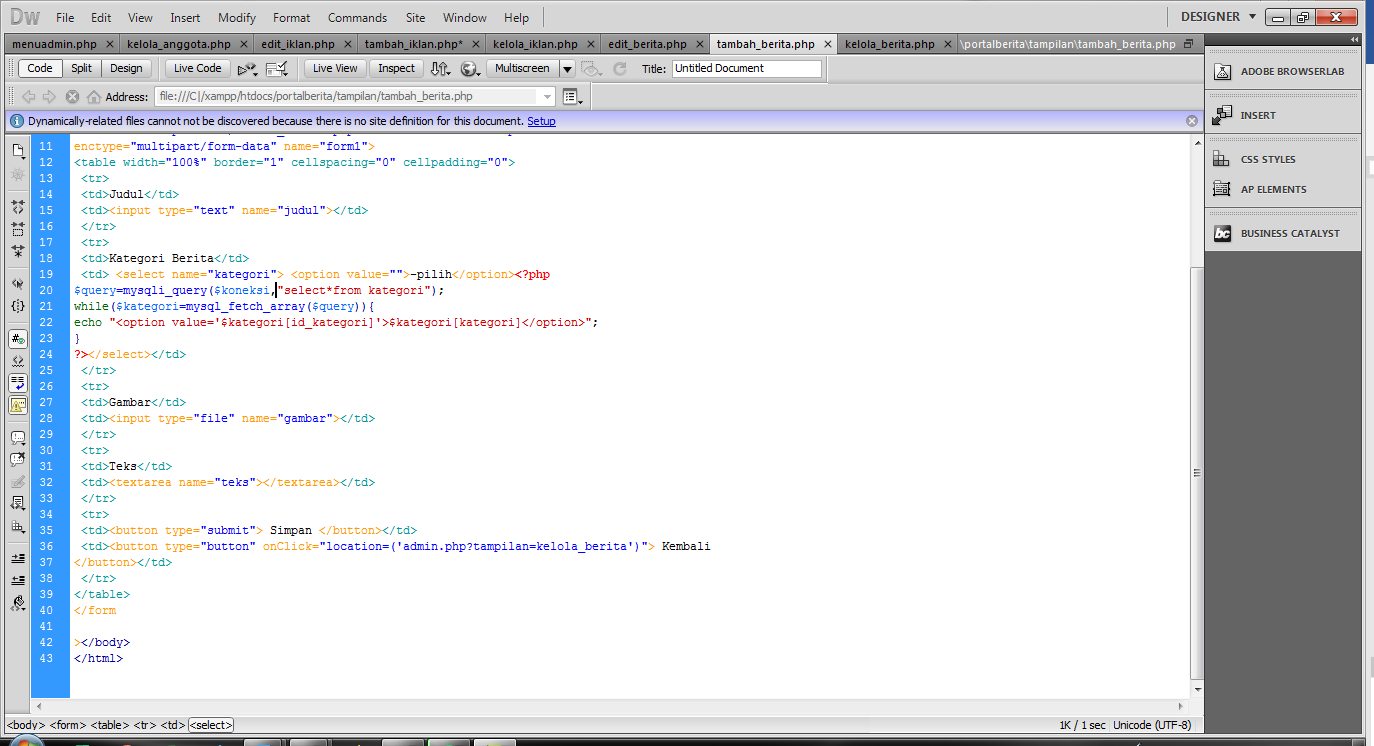 Dw File Edit View Insert Modify Format Commands Site Window Help DESIGNER
menuadmin.php kelola_anggota.php edit_iklan.php tambah_iklan.php* kelola_iklan.php edit_berita.php tambah_berita.php kelola_berita.php \portalberita\tampilan\tambah_berita.php
Code Split Design Live Code Live View Inspect Multiscreen Title: Untitled Document
Address: file:///C|/xampp/htdocs/portalberita/tampilan/tambah_berita.php
Dynamically-related files cannot not be discovered because there is no site definition for this document. Setup
11 enctype="multipart/form-data" name="form1">
12 <table width="100%" border="1" cellspacing="0" cellpadding="0">
13 <tr>
14 <td>Judul</td>
15 <td><input type="text" name="judul"></td>
16 </tr>
17 <tr>
18 <td>Kategori Berita</td>
19 <td> <select name="kategori"> <option value="">-pilih</option><?php
20 $query=mysqli_query($koneksi,"select*from kategori");
21 while($kategori=mysql_fetch_array($query)){
22 echo "<option value='$kategori[id_kategori]'>$kategori[kategori]</option>";
23 }
24 ?></select></td>
25 </tr>
26 <tr>
27 <td>Gambar</td>
28 <td><input type="file" name="gambar"></td>
29 </tr>
30 <tr>
31 <td>Teks</td>
32 <td><textarea name="teks"></textarea></td>
33 </tr>
34 <tr>
35 <td><button type="submit"> Simpan </button></td>
36 <td><button type="button" onClick="location=('admin.php?tampilan=kelola_berita')"> Kembali
37 </button></td>
38 </tr>
39 </table>
40 </form
41
42 ></body>
43 </html>
<body> <form> <table> <tr> <td> <select> 1K / 1 sec Unicode (UTF-8)
ADOBE BROWSERLAB
INSERT
CSS STYLES
AP ELEMENTS
bc BUSINESS CATALYST